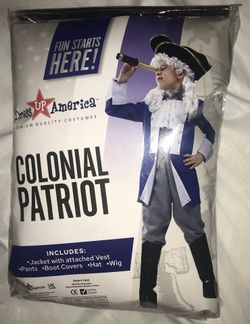 FUN STARTS
HERE!
Dress UP America
PREMIUM QUALITY COSTUMES
COLONIAL
PATRIOT
INCLUDES:
•Jacket with attached Vest
•Pants •Boot Covers •Hat •Wig